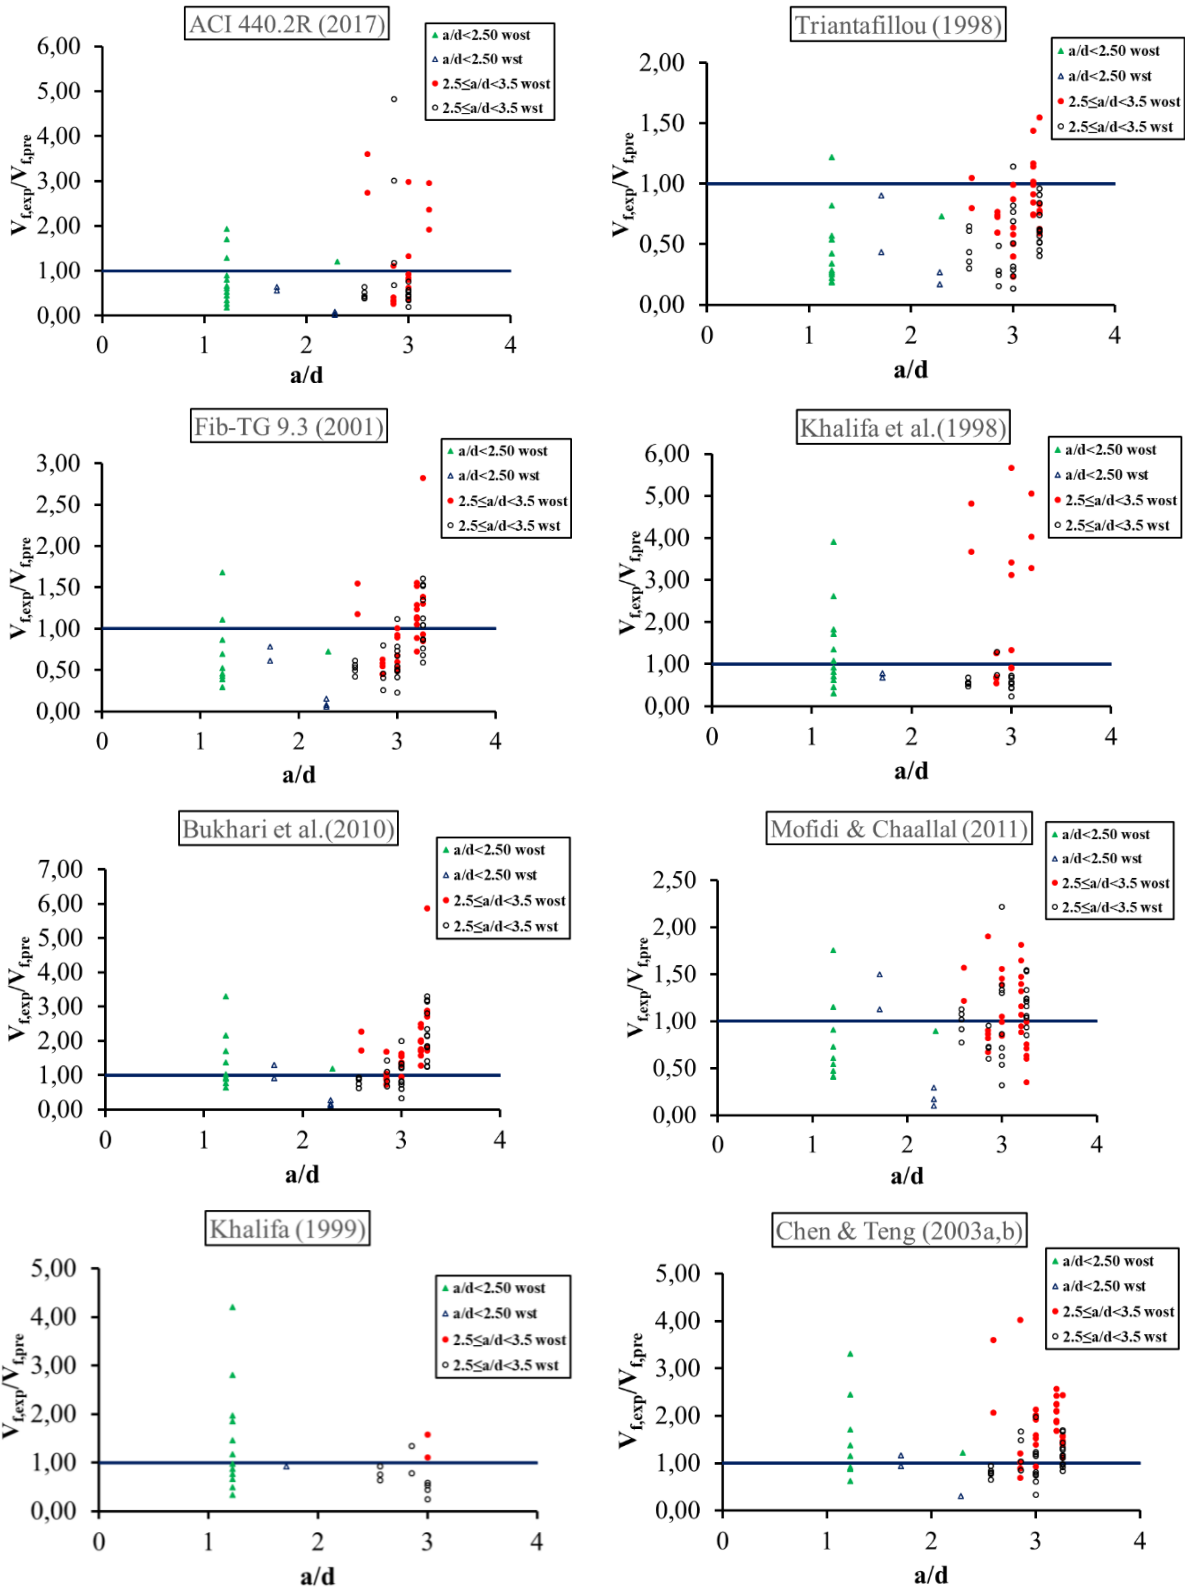 ACI 440.2R (2017)
a/d<2.50 wost
a/d<2.50 wst
2.5≤a/d<3.5 wost
2.5≤a/d<3.5 wst
6,00
5,00
4,00
3,00
2,00
1,00
0,00
V_f,exp/V_f,pre
0 1 2 3 4
a/d
Triantafillou (1998)
a/d<2.50 wost
a/d<2.50 wst
2.5≤a/d<3.5 wost
2.5≤a/d<3.5 wst
2,00
1,50
1,00
0,50
0,00
V_f,exp/V_f,pre
0 1 2 3 4
a/d
Fib-TG 9.3 (2001)
a/d<2.50 wost
a/d<2.50 wst
2.5≤a/d<3.5 wost
2.5≤a/d<3.5 wst
3,00
2,50
2,00
1,50
1,00
0,50
0,00
V_f,exp/V_f,pre
0 1 2 3 4
a/d
Khalifa et al.(1998)
a/d<2.50 wost
a/d<2.50 wst
2.5≤a/d<3.5 wost
2.5≤a/d<3.5 wst
6,00
5,00
4,00
3,00
2,00
1,00
0,00
V_f,exp/V_f,pre
0 1 2 3 4
a/d
Bukhari et al.(2010)
a/d<2.50 wost
a/d<2.50 wst
2.5≤a/d<3.5 wost
2.5≤a/d<3.5 wst
7,00
6,00
5,00
4,00
3,00
2,00
1,00
0,00
V_f,exp/V_f,pre
0 1 2 3 4
a/d
Mofidi & Chaallal (2011)
a/d<2.50 wost
a/d<2.50 wst
2.5≤a/d<3.5 wost
2.5≤a/d<3.5 wst
2,50
2,00
1,50
1,00
0,50
0,00
V_f,exp/V_f,pre
0 1 2 3 4
a/d
Khalifa (1999)
a/d<2.50 wost
a/d<2.50 wst
2.5≤a/d<3.5 wost
2.5≤a/d<3.5 wst
5,00
4,00
3,00
2,00
1,00
0,00
V_f,exp/V_f,pre
0 1 2 3 4
a/d
Chen & Teng (2003a,b)
a/d<2.50 wost
a/d<2.50 wst
2.5≤a/d<3.5 wost
2.5≤a/d<3.5 wst
5,00
4,00
3,00
2,00
1,00
0,00
V_f,exp/V_f,pre
0 1 2 3 4
a/d